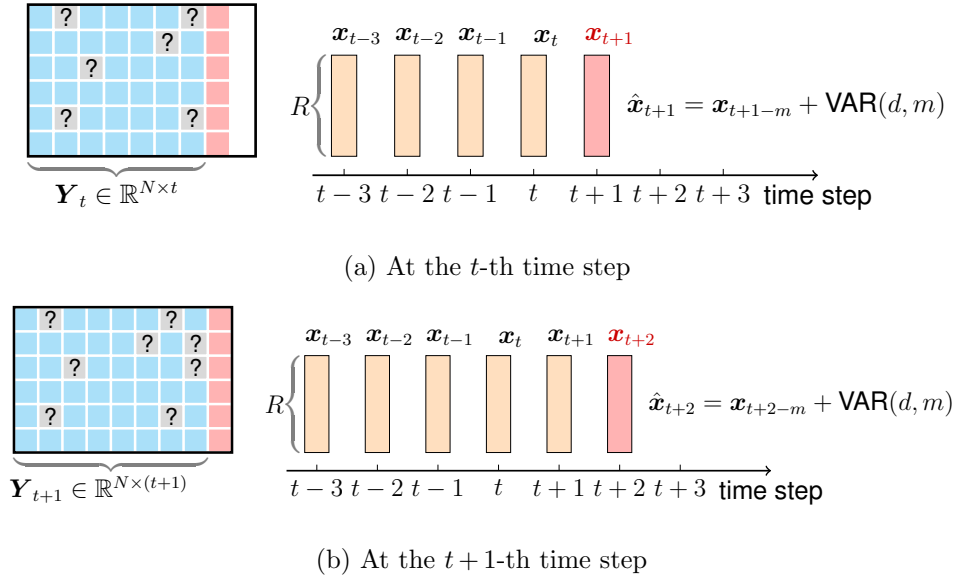 ? ?
?
?
? ?
Y_t ∈ ℝ^{N×t}
x_{t−3} x_{t−2} x_{t−1} x_t x_{t+1}
R
x̂_{t+1} = x_{t+1−m} + VAR(d, m)
t − 3 t − 2 t − 1 t t + 1 t + 2 t + 3 time step
(a) At the t-th time step
? ?
? ?
? ?
? ?
Y_{t+1} ∈ ℝ^{N×(t+1)}
x_{t−3} x_{t−2} x_{t−1} x_t x_{t+1} x_{t+2}
R
x̂_{t+2} = x_{t+2−m} + VAR(d, m)
t − 3 t − 2 t − 1 t t + 1 t + 2 t + 3 time step
(b) At the t + 1-th time step